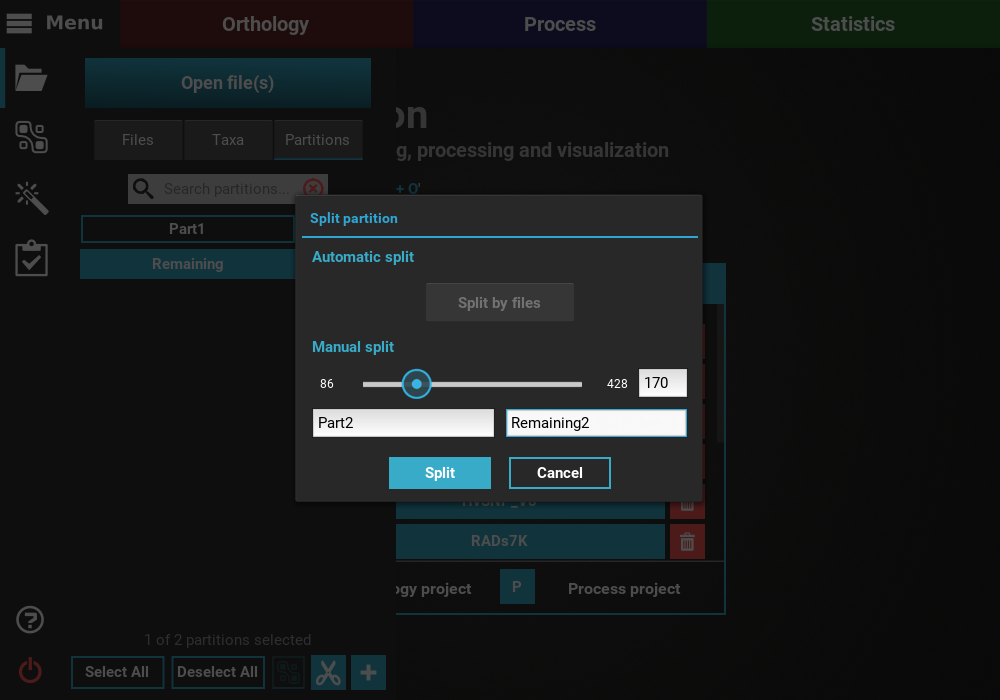 Menu
Orthology
Process
Statistics
Open file(s)
on
Files
Taxa
Partitions
g, processing and visualization
Search partitions...
+ O'
Part1
Remaining
Split partition
Automatic split
Split by files
Manual split
86
428
170
Part2
Remaining2
Split
Cancel
RADs7K
ogy project
P
Process project
1 of 2 partitions selected
Select All
Deselect All